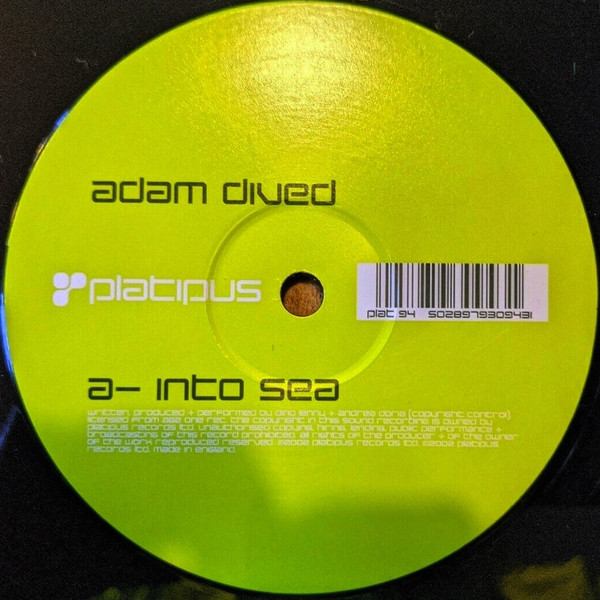 adam dived
platipus
plat 94 5028979309431
a- into sea
written, produced + performed by dino lenny + andrea doria (copyright control).
licensed from age one rec. the copyright in this sound recording is owned by
platipus records ltd. unauthorised copying, hiring, lending, public performance +
broadcasting of this record prohibited. all rights of the producer + of the owner
of the work reproduced reserved. ©2002 platipus records ltd. ©2002 platipus
records ltd. made in england.